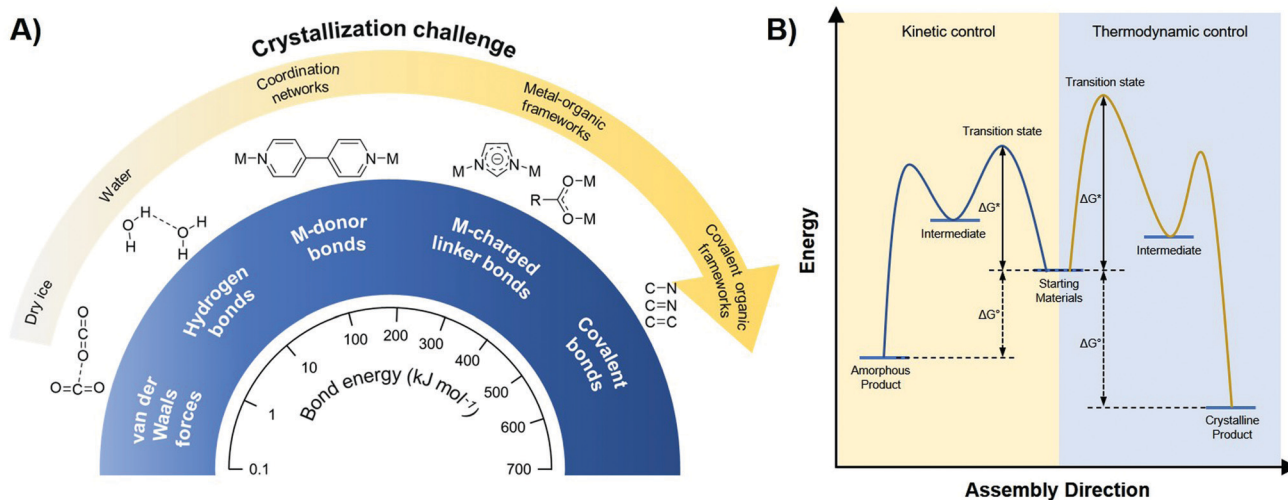 A)
Crystallization challenge
Dry ice
Water
Coordination
networks
Metal-organic
frameworks
Covalent organic
frameworks
O=C=O
O=C=O
H
O
H
H
O
H
M-N
N-M
M
N
N
M
R
O-M
O-M
C-N
C=N
C=C
van der
Waals
forces
Hydrogen
bonds
M-donor
bonds
M-charged
linker bonds
Covalent
bonds
0.1
1
10
100
200
300
400
500
600
700
Bond energy (kJ mol⁻¹)
B)
Kinetic control
Thermodynamic control
Transition state
Transition state
ΔG*
ΔG*
Intermediate
Intermediate
Starting
Materials
ΔG°
ΔG°
Amorphous
Product
Crystalline
Product
Energy
Assembly Direction